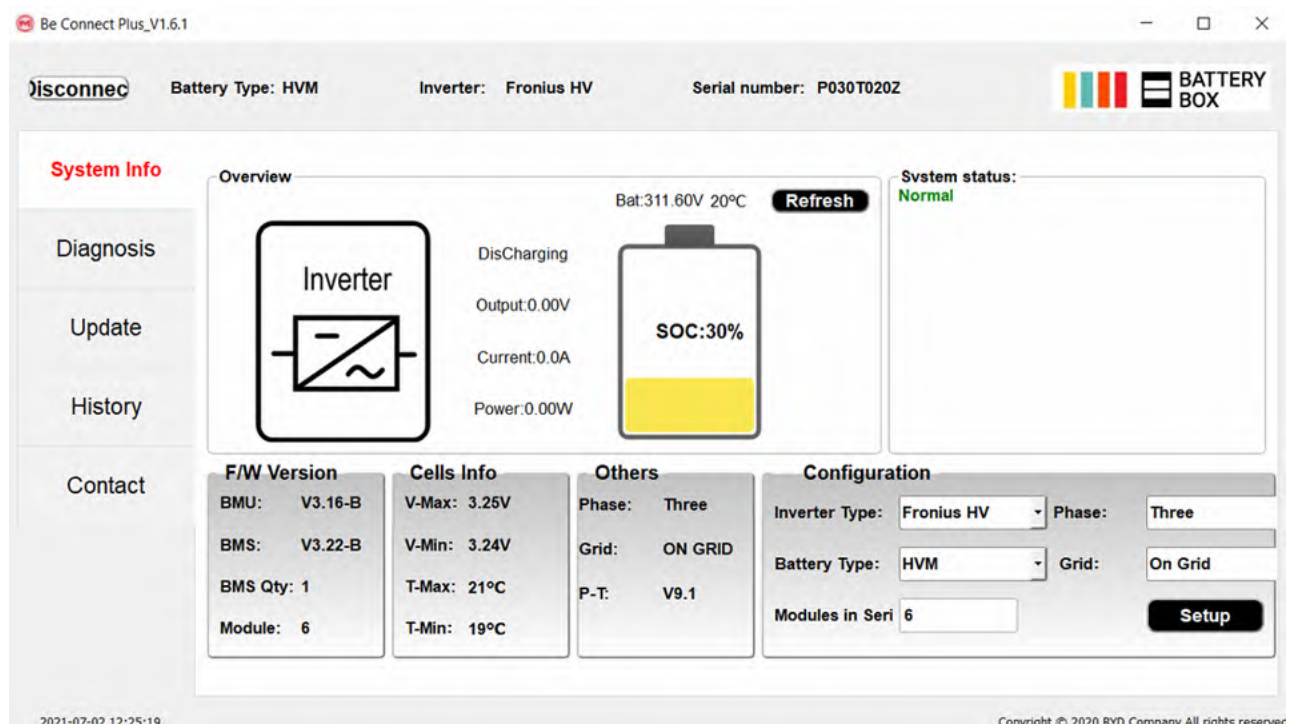 Be Connect Plus_V1.6.1
Disconnec Battery Type: HVM Inverter: Fronius HV Serial number: P030T020Z
BATTERY
BOX
System Info
Diagnosis
Update
History
Contact
Overview
Bat:311.60V 20°C Refresh
Inverter
DisCharging
Output:0.00V
Current:0.0A
Power:0.00W
SOC:30%
System status:
Normal
F/W Version
BMU: V3.16-B
BMS: V3.22-B
BMS Qty: 1
Module: 6
Cells Info
V-Max: 3.25V
V-Min: 3.24V
T-Max: 21°C
T-Min: 19°C
Others
Phase: Three
Grid: ON GRID
P-T: V9.1
Configuration
Inverter Type: Fronius HV Phase: Three
Battery Type: HVM Grid: On Grid
Modules in Seri 6 Setup
2021-07-02 12:25:19 Copyright © 2020 BYD Company All rights reserved